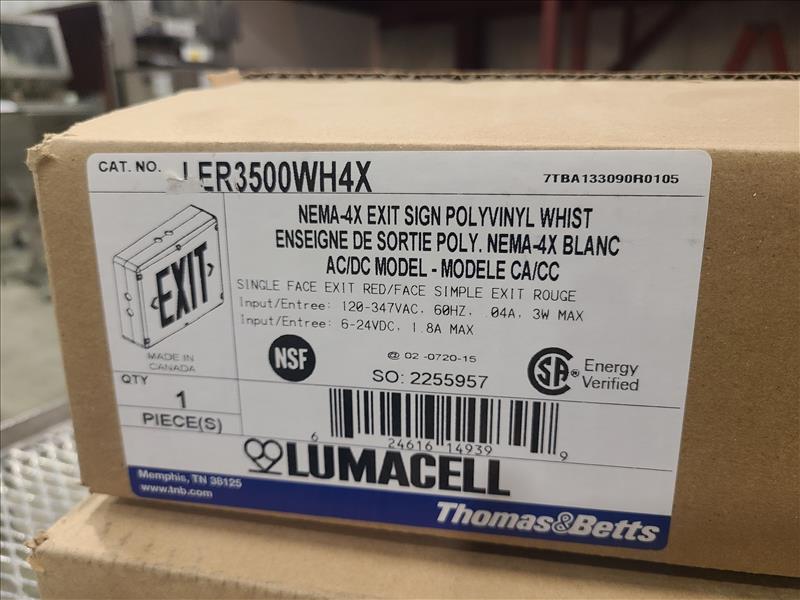 CAT. NO. LER3500WH4X
7TBA133090R0105
NEMA-4X EXIT SIGN POLYVINYL WHIST
ENSEIGNE DE SORTIE POLY. NEMA-4X BLANC
AC/DC MODEL - MODELE CA/CC
SINGLE FACE EXIT RED/FACE SIMPLE EXIT ROUGE
Input/Entree: 120-347VAC, 60HZ, .04A, 3W MAX
Input/Entree: 6-24VDC, 1.8A MAX
EXIT
MADE IN
CANADA
QTY
1
PIECE(S)
NSF
@ 02 -0720-15
SO: 2255957
SA ® Energy
Verified
6 24616 14939 9
LUMACELL
Memphis, TN 38125
www.tnb.com
Thomas&Betts